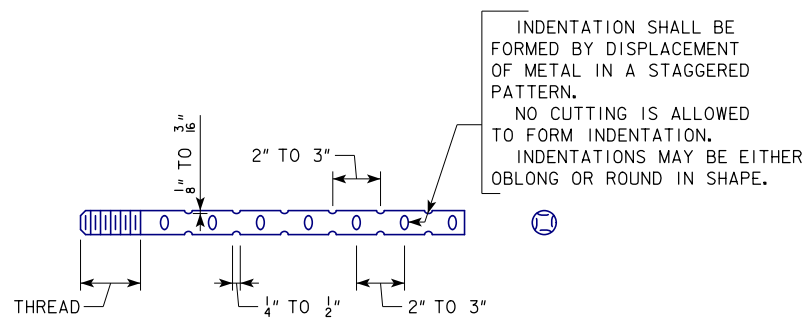 INDENTATION SHALL BE
FORMED BY DISPLACEMENT
OF METAL IN A STAGGERED
PATTERN.
NO CUTTING IS ALLOWED
TO FORM INDENTATION.
INDENTATIONS MAY BE EITHER
OBLONG OR ROUND IN SHAPE.
1/8" TO 3/16"
2" TO 3"
THREAD
1/4" TO 1/2"
2" TO 3"